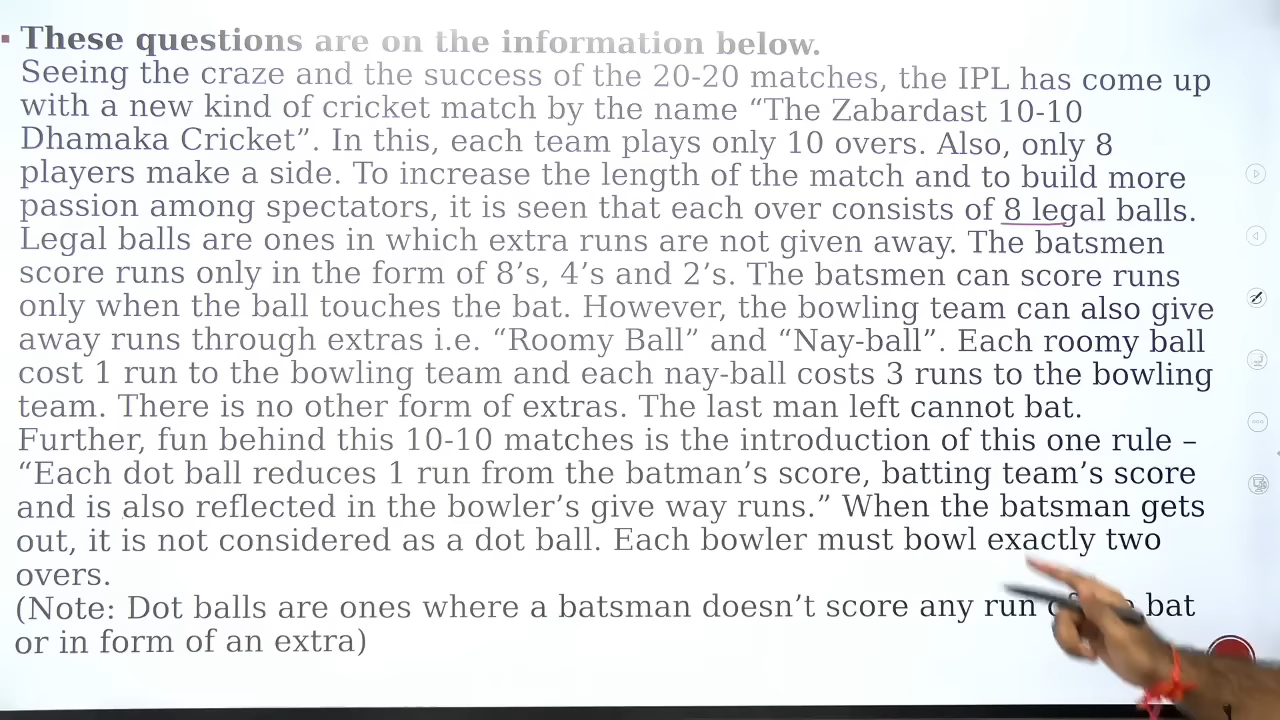 These questions are on the information below.
Seeing the craze and the success of the 20-20 matches, the IPL has come up
with a new kind of cricket match by the name “The Zabardast 10-10
Dhamaka Cricket”. In this, each team plays only 10 overs. Also, only 8
players make a side. To increase the length of the match and to build more
passion among spectators, it is seen that each over consists of 8 legal balls.
Legal balls are ones in which extra runs are not given away. The batsmen
score runs only in the form of 8’s, 4’s and 2’s. The batsmen can score runs
only when the ball touches the bat. However, the bowling team can also give
away runs through extras i.e. “Roomy Ball” and “Nay-ball”. Each roomy ball
cost 1 run to the bowling team and each nay-ball costs 3 runs to the bowling
team. There is no other form of extras. The last man left cannot bat.
Further, fun behind this 10-10 matches is the introduction of this one rule –
“Each dot ball reduces 1 run from the batman’s score, batting team’s score
and is also reflected in the bowler’s give way runs.” When the batsman gets
out, it is not considered as a dot ball. Each bowler must bowl exactly two
overs.
(Note: Dot balls are ones where a batsman doesn’t score any run bat
or in form of an extra)